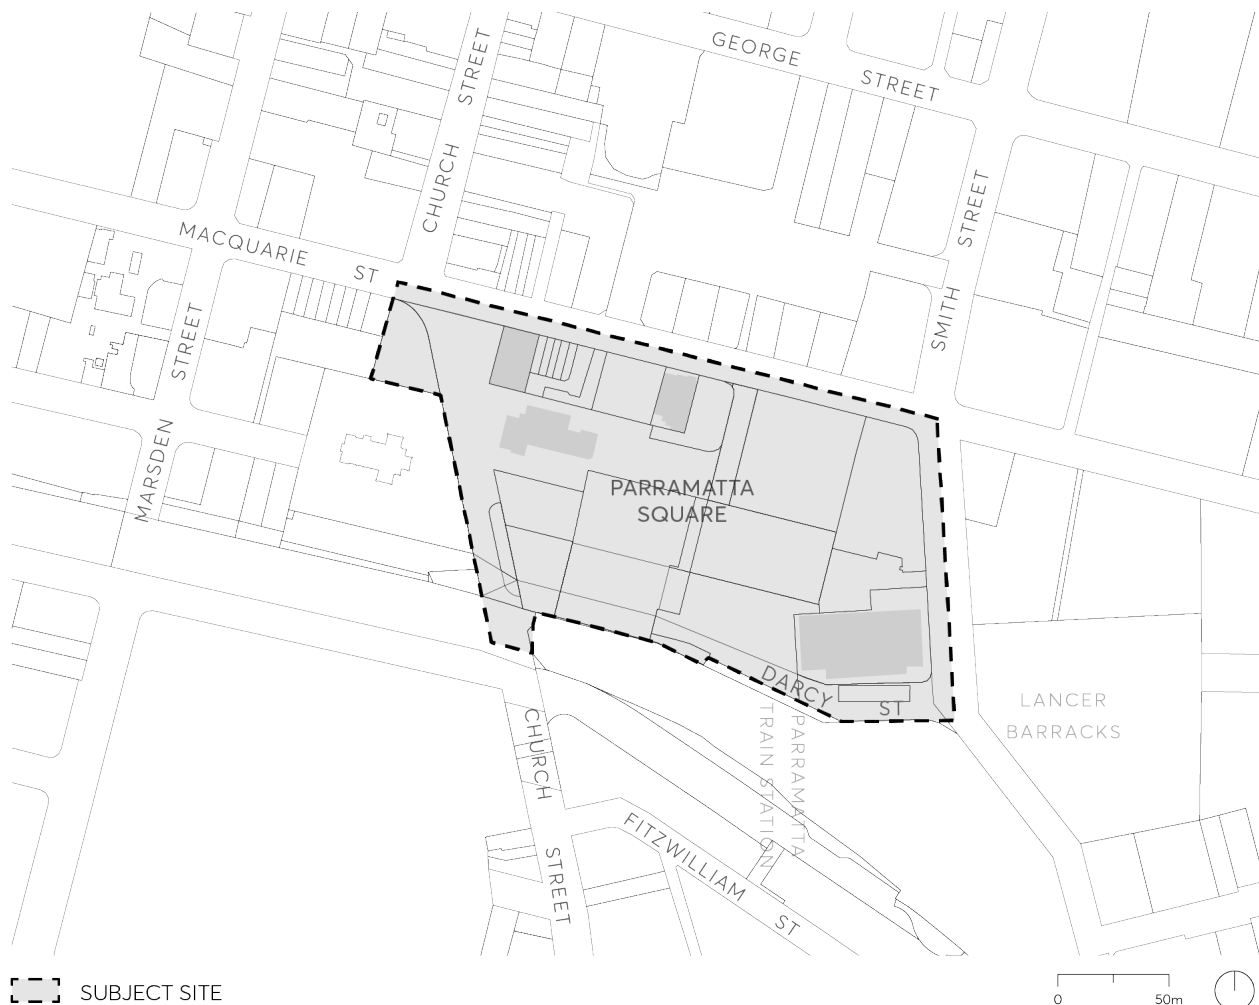 GEORGE STREET
CHURCH STREET
MACQUARIE ST
SMITH STREET
MARSDEN STREET
PARRAMATTA
SQUARE
DARCY ST
LANCER
BARRACKS
PARRAMATTA
TRAIN STATION
CHURCH STREET
FITZWILLIAM ST
SUBJECT SITE
0 50m